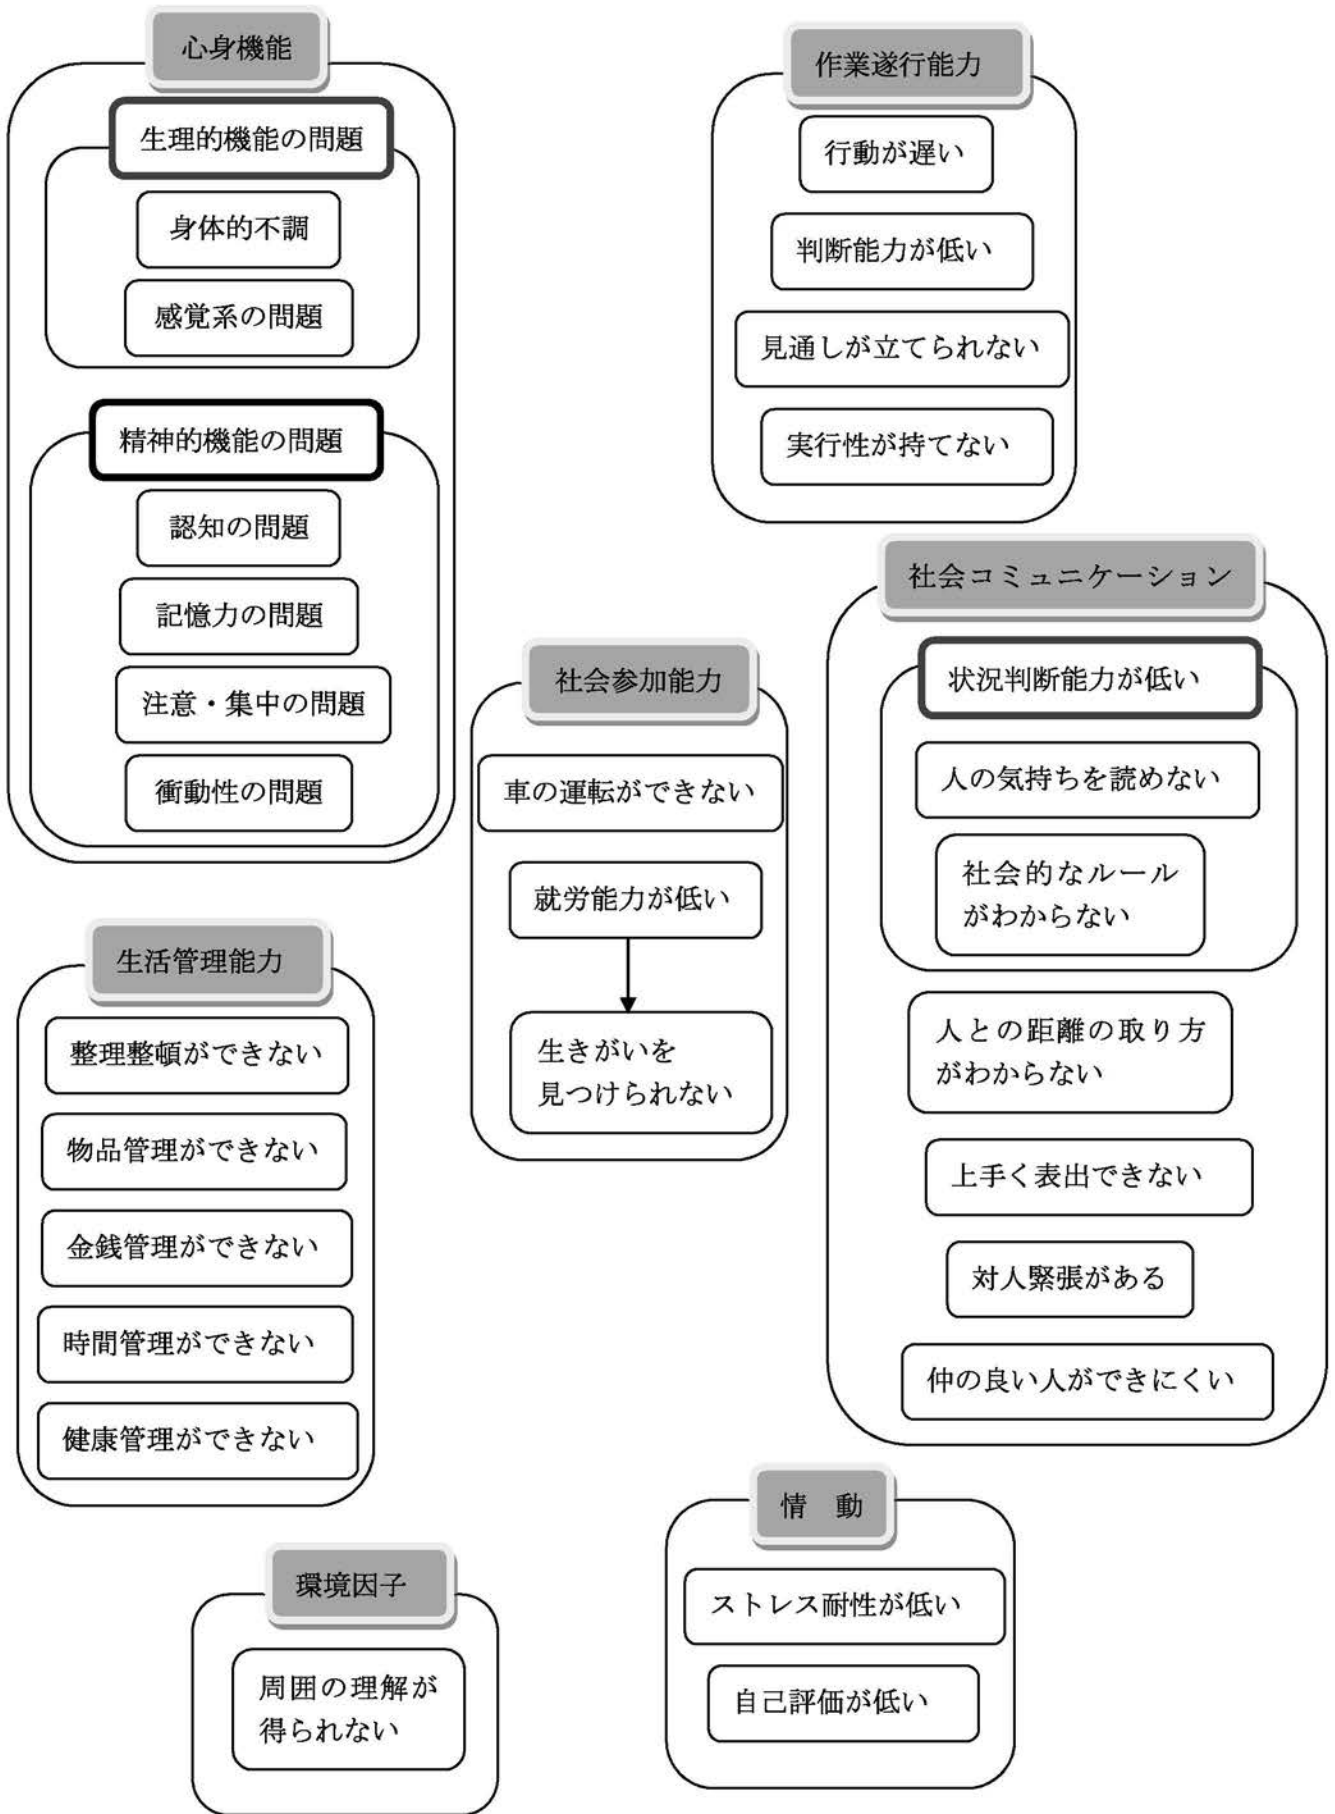 心身機能
生理的機能の問題
身体的不調
感覚系の問題
精神的機能の問題
認知の問題
記憶力の問題
注意・集中の問題
衝動性の問題
作業遂行能力
行動が遅い
判断能力が低い
見通しが立てられない
実行性が持てない
社会コミュニケーション
状況判断能力が低い
人の気持ちを読めない
社会的なルール
がわからない
人との距離の取り方
がわからない
上手く表出できない
対人緊張がある
仲の良い人ができにくい
社会参加能力
車の運転ができない
就労能力が低い
生きがいを
見つけられない
生活管理能力
整理整頓ができない
物品管理ができない
金銭管理ができない
時間管理ができない
健康管理ができない
情　動
ストレス耐性が低い
自己評価が低い
環境因子
周囲の理解が
得られない